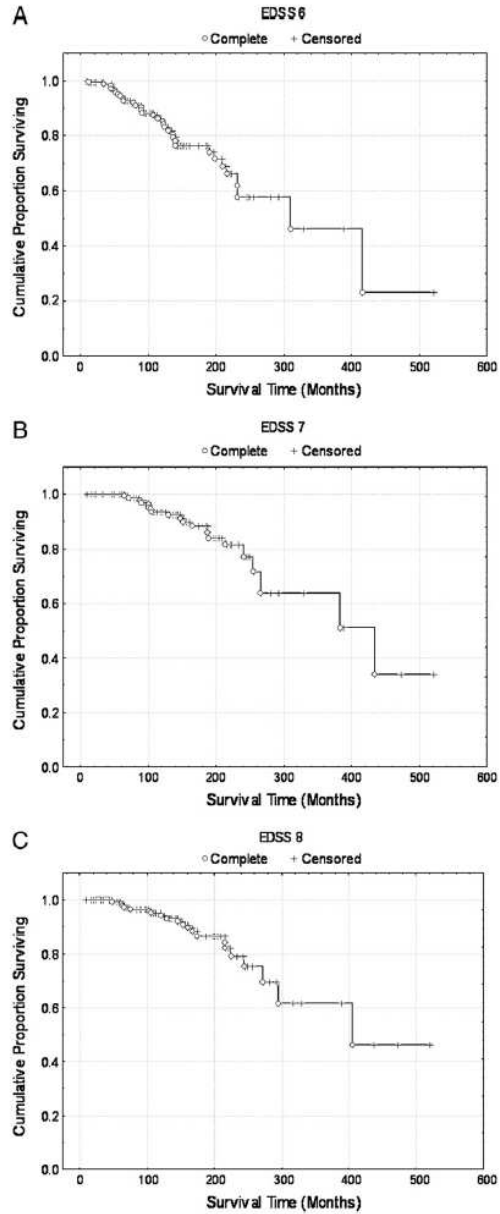 A
EDSS 6
○ Complete + Censored
Cumulative Proportion Surviving
1.0
0.8
0.6
0.4
0.2
0.0
0 100 200 300 400 500 600
Survival Time (Months)
B
EDSS 7
○ Complete + Censored
Cumulative Proportion Surviving
1.0
0.8
0.6
0.4
0.2
0.0
0 100 200 300 400 500 600
Survival Time (Months)
C
EDSS 8
○ Complete + Censored
Cumulative Proportion Surviving
1.0
0.8
0.6
0.4
0.2
0.0
0 100 200 300 400 500 600
Survival Time (Months)